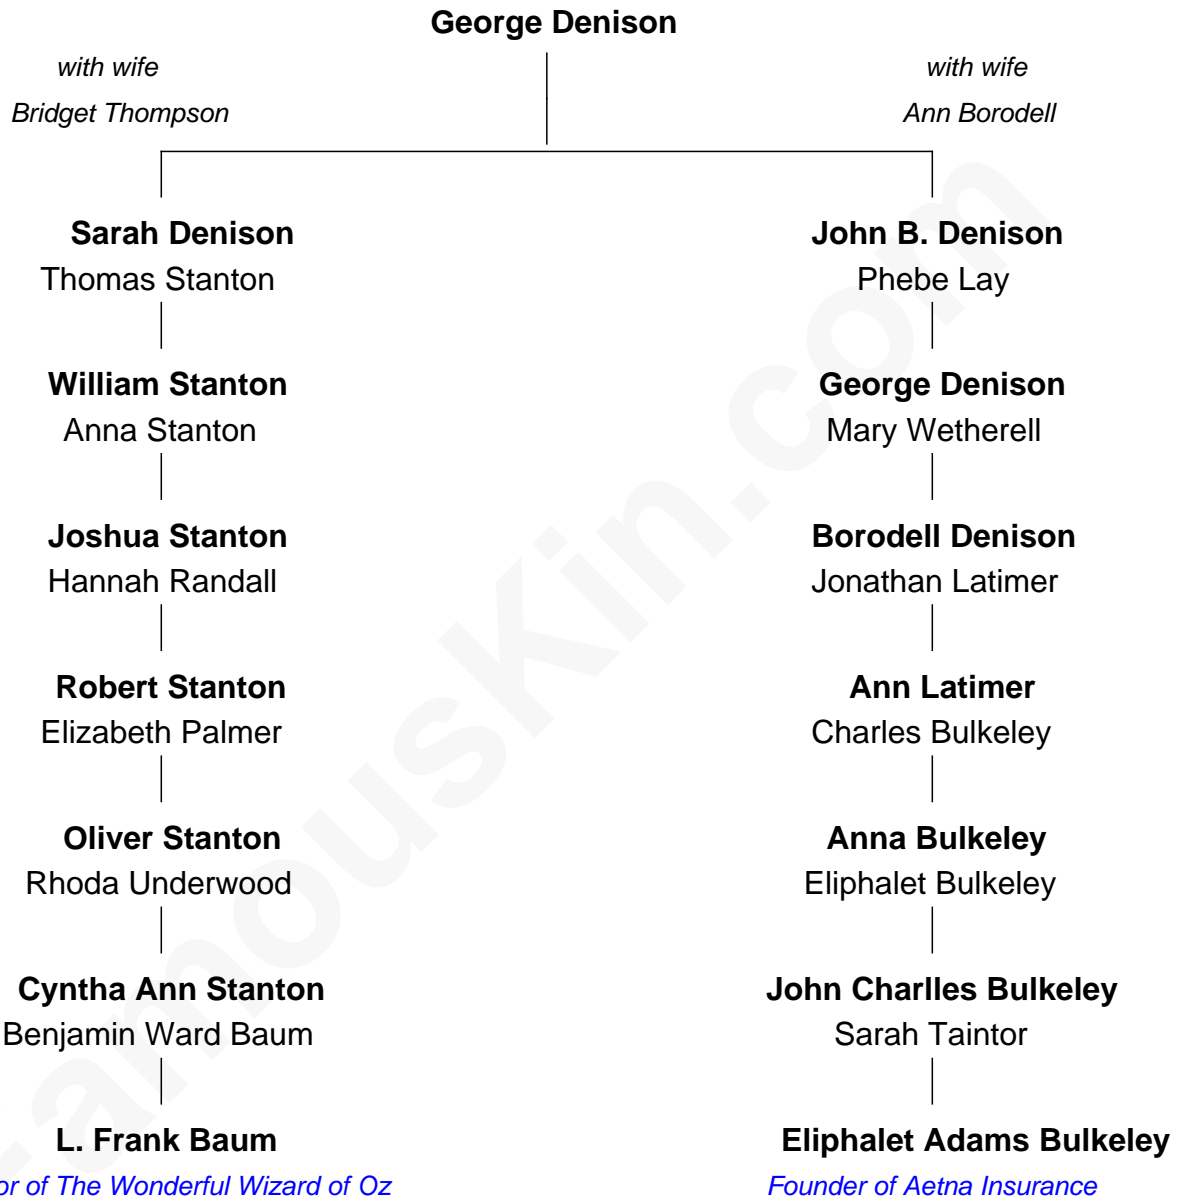 George Denison
with wife
Bridget Thompson
with wife
Ann Borodell
Sarah Denison
Thomas Stanton
John B. Denison
Phebe Lay
William Stanton
Anna Stanton
George Denison
Mary Wetherell
Joshua Stanton
Hannah Randall
Borodell Denison
Jonathan Latimer
Robert Stanton
Elizabeth Palmer
Ann Latimer
Charles Bulkeley
Oliver Stanton
Rhoda Underwood
Anna Bulkeley
Eliphalet Bulkeley
Cyntha Ann Stanton
Benjamin Ward Baum
John Charlles Bulkeley
Sarah Taintor
L. Frank Baum
or of The Wonderful Wizard of Oz
Eliphalet Adams Bulkeley
Founder of Aetna Insurance
amousKin.com